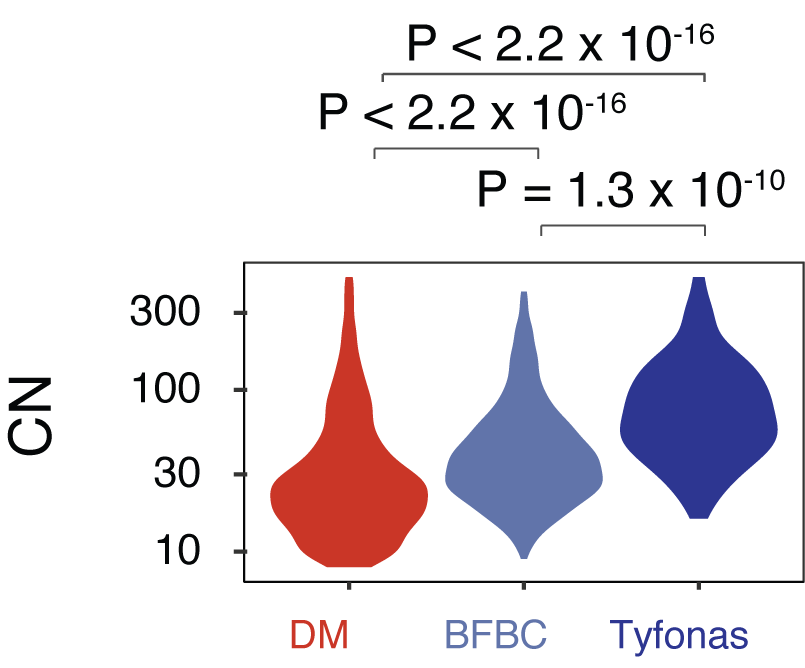 P < 2.2 x 10⁻¹⁶
P < 2.2 x 10⁻¹⁶
P = 1.3 x 10⁻¹⁰
CN
300
100
30
10
DM BFBC Tyfonas